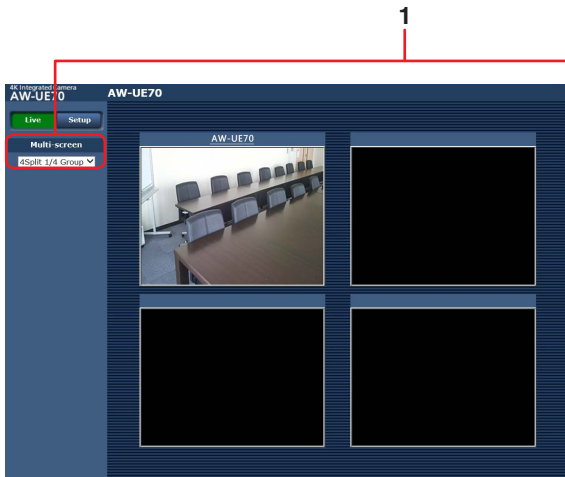 1
4K Integrated Camera
AW-UE70
AW-UE70
Live Setup
Multi-screen
4Split 1/4 Group
AW-UE70